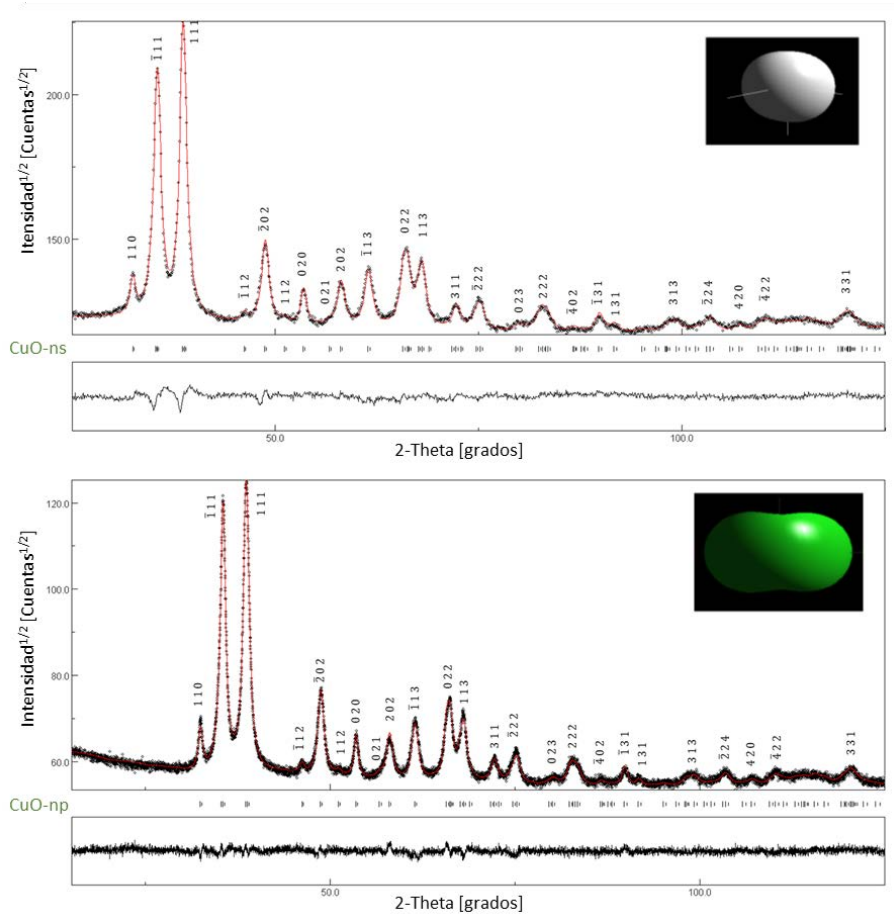 Itensidad^1/2 [Cuentas^1/2]
200.0
150.0
1 1 0
1̄ 1 1
1 1 1
1̄ 1 2
2̄ 0 2
1 1 2
0 2 0
0 2 1
2 0 2
1̄ 1 3
0 2 2
1 1 3
3 1 1
2̄ 2 2
0 2 3
2 2 2
4̄ 0 2
1̄ 3 1
1 3 1
3 1 3
2̄ 2 4
4 2 0
4̄ 2 2
3 3 1
CuO-ns
50.0
100.0
2-Theta [grados]
Intensidad^1/2 [Cuentas^1/2]
120.0
100.0
80.0
60.0
1 1 0
1̄ 1 1
1 1 1
1̄ 1 2
2̄ 0 2
1 1 2
0 2 0
0 2 1
2 0 2
1̄ 1 3
0 2 2
1 1 3
3 1 1
2̄ 2 2
0 2 3
2 2 2
4̄ 0 2
1̄ 3 1
1 3 1
3 1 3
2̄ 2 4
4 2 0
4̄ 2 2
3 3 1
CuO-np
50.0
100.0
2-Theta [grados]